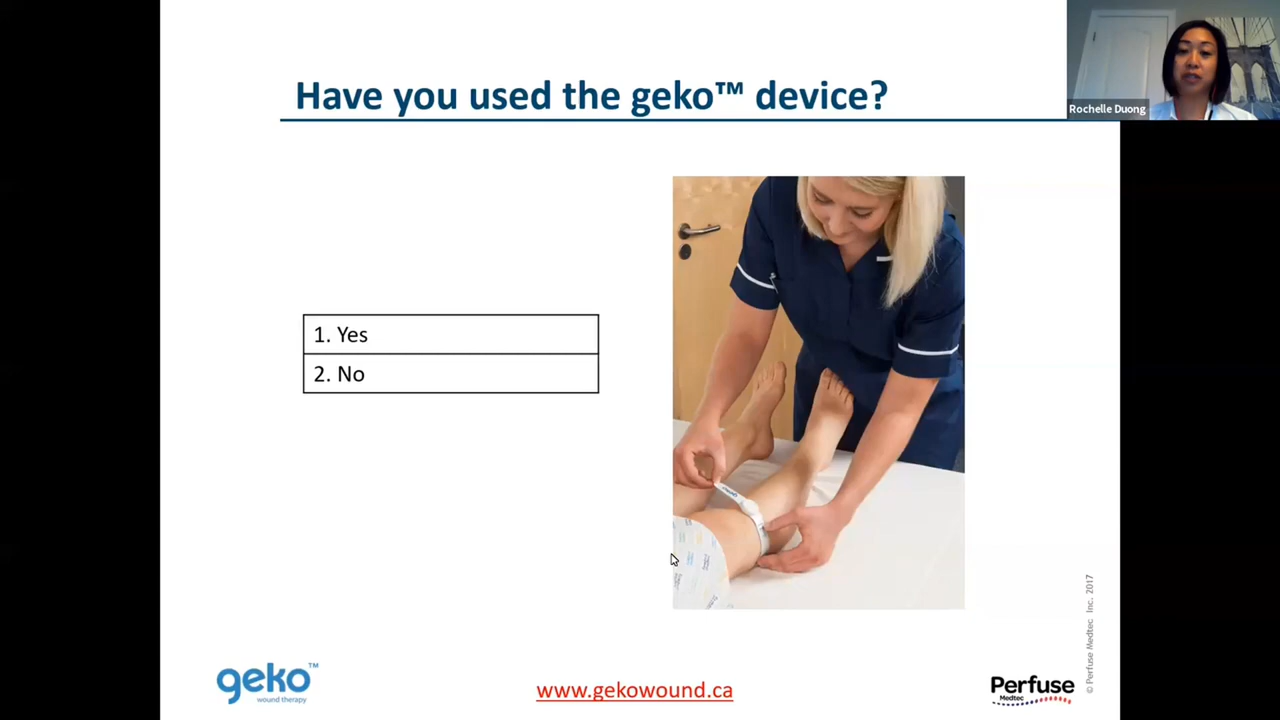 Have you used the geko™ device?
Rochelle Duong
1. Yes
2. No
© Perfuse Medtec Inc. 2017
geko™
wound therapy
www.gekowound.ca
Perfuse
Medtec